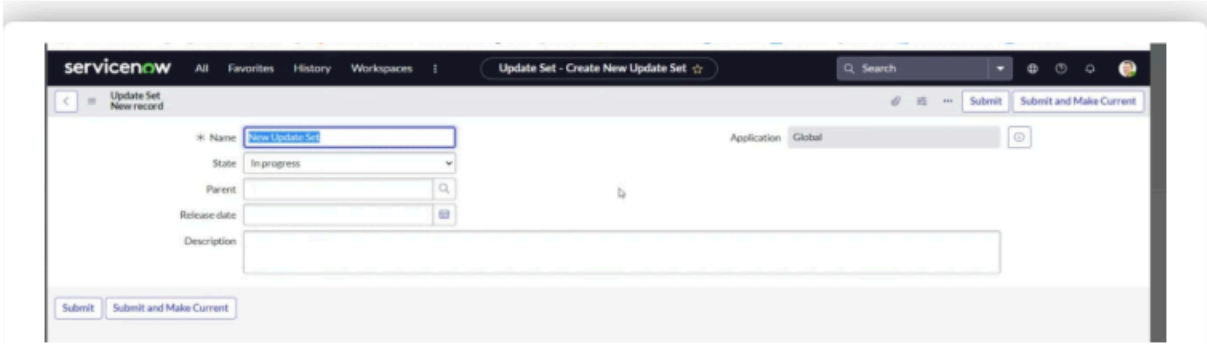 servicenow All Favorites History Workspaces Update Set - Create New Update Set Search
Update Set
New record
Submit Submit and Make Current
* Name New Update Set Application Global
State In progress
Parent
Release date
Description
Submit Submit and Make Current